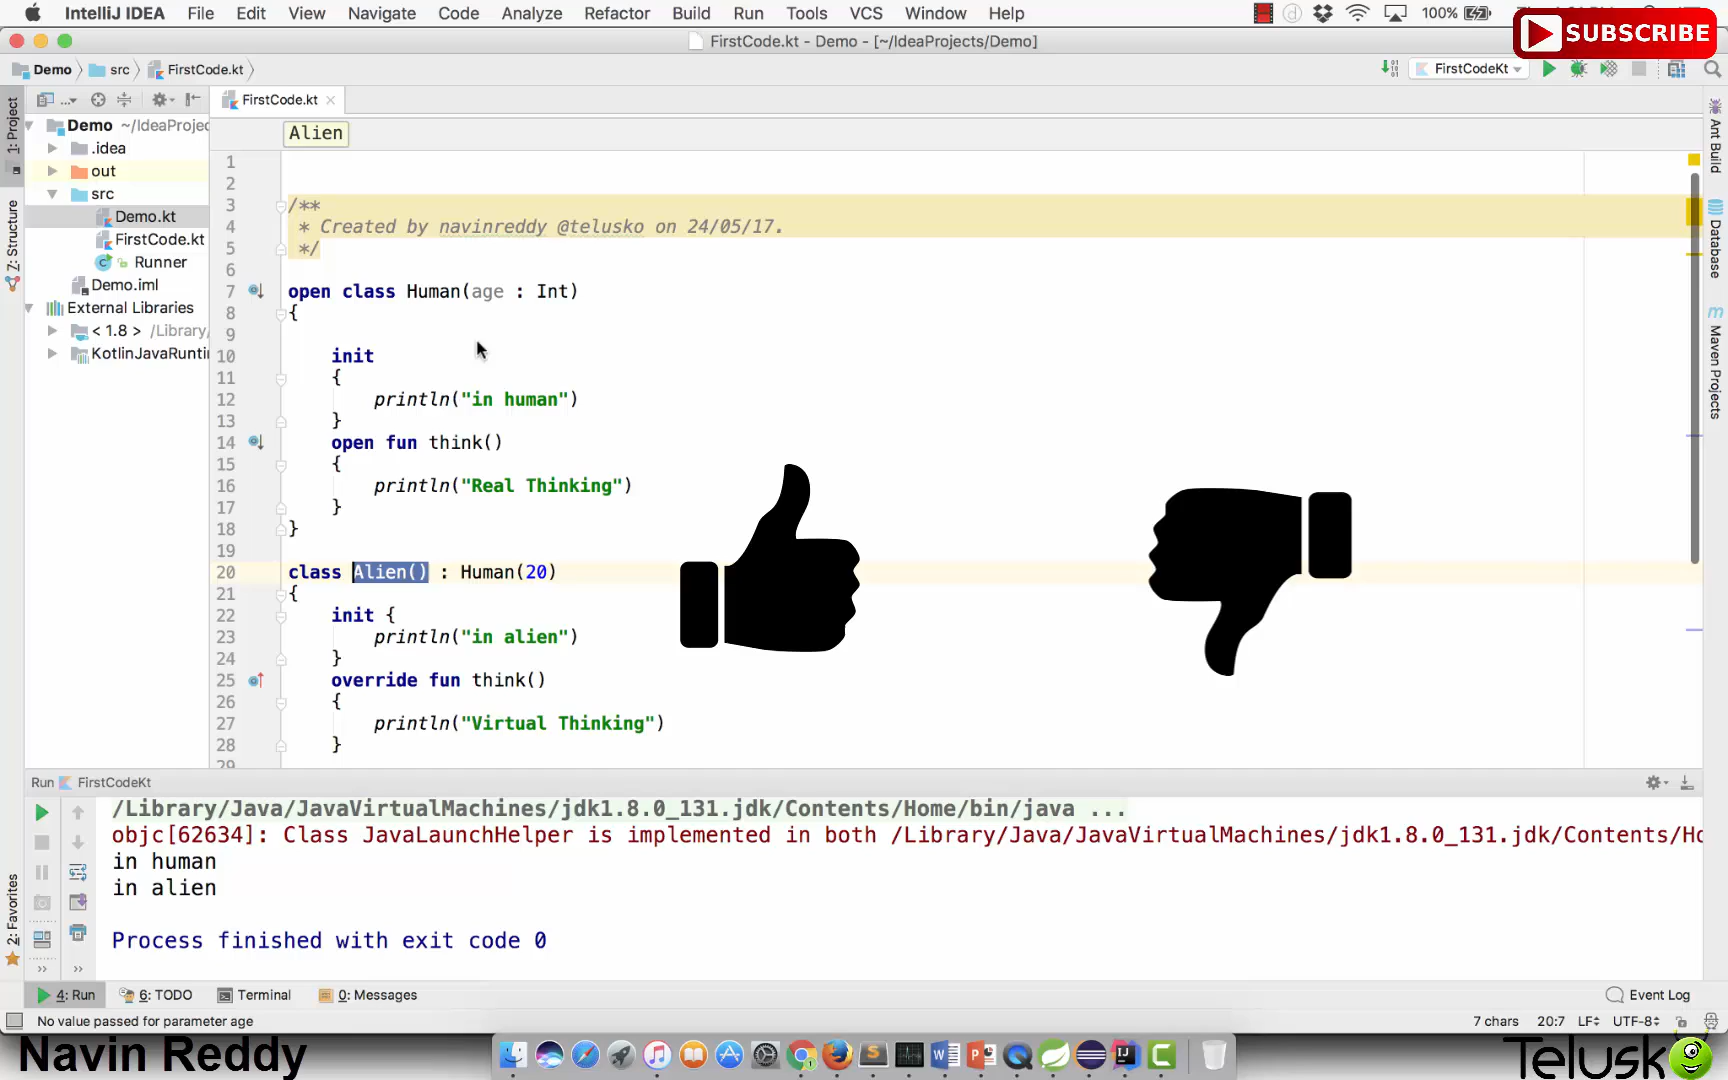 IntelliJ IDEA File Edit View Navigate Code Analyze Refactor Build Run Tools VCS Window Help 100%
SUBSCRIBE
FirstCode.kt - Demo - [~/IdeaProjects/Demo]
Demo src FirstCode.kt FirstCodeKt
FirstCode.kt
1: Project
Z: Structure
2: Favorites
Demo ~/IdeaProjec
.idea
out
src
Demo.kt
FirstCode.kt
Runner
Demo.iml
External Libraries
< 1.8 > /Library/
KotlinJavaRunti
Alien
1
2
3 /**
4 * Created by navinreddy @telusko on 24/05/17.
5 */
6
7 open class Human(age : Int)
8 {
9
10 init
11 {
12 println("in human")
13 }
14 open fun think()
15 {
16 println("Real Thinking")
17 }
18 }
19
20 class Alien() : Human(20)
21 {
22 init {
23 println("in alien")
24 }
25 override fun think()
26 {
27 println("Virtual Thinking")
28 }
29
Ant Build
Database
Maven Projects
Run FirstCodeKt
/Library/Java/JavaVirtualMachines/jdk1.8.0_131.jdk/Contents/Home/bin/java ...
objc[62634]: Class JavaLaunchHelper is implemented in both /Library/Java/JavaVirtualMachines/jdk1.8.0_131.jdk/Contents/Ho
in human
in alien
Process finished with exit code 0
4: Run 6: TODO Terminal 0: Messages Event Log
No value passed for parameter age 7 chars 20:7 LF UTF-8
Navin Reddy
Telusko